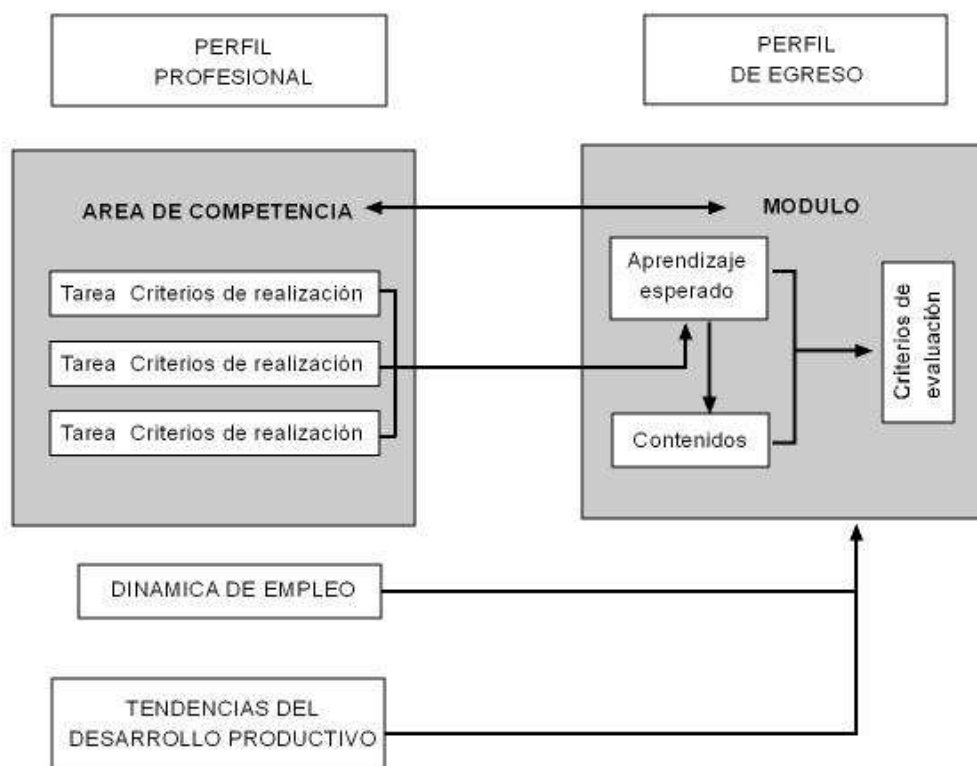 PERFIL
PROFESIONAL
PERFIL
DE EGRESO
AREA DE COMPETENCIA
Tarea Criterios de realización
Tarea Criterios de realización
Tarea Criterios de realización
MODULO
Aprendizaje
esperado
Contenidos
Criterios de
evaluación
DINAMICA DE EMPLEO
TENDENCIAS DEL
DESARROLLO PRODUCTIVO